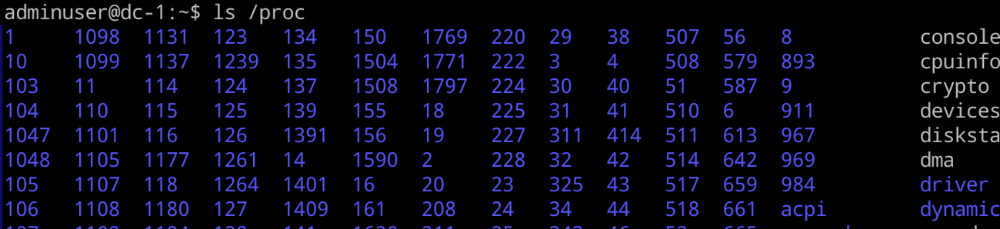 adminuser@dc-1:~$ ls /proc
1 1098 1131 123 134 150 1769 220 29 38 507 56 8 console
10 1099 1137 1239 135 1504 1771 222 3 4 508 579 893 cpuinfo
103 11 114 124 137 1508 1797 224 30 40 51 587 9 crypto
104 110 115 125 139 155 18 225 31 41 510 6 911 devices
1047 1101 116 126 1391 156 19 227 311 414 511 613 967 disksta
1048 1105 1177 1261 14 1590 2 228 32 42 514 642 969 dma
105 1107 118 1264 1401 16 20 23 325 43 517 659 984 driver
106 1108 1180 127 1409 161 208 24 34 44 518 661 acpi dynamic